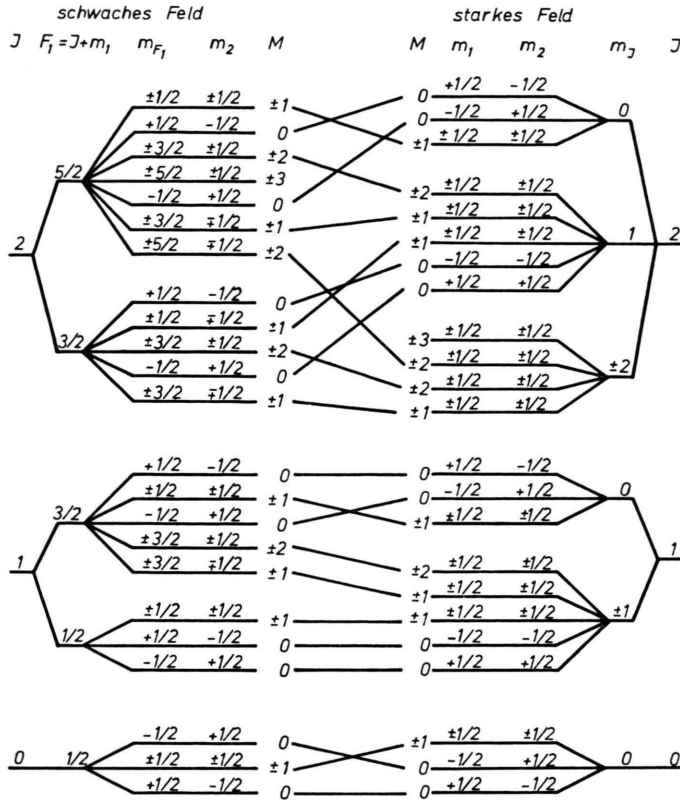 schwaches Feld starkes Feld
J F₁=J+m₁ m_F₁ m₂ M M m₁ m₂ m_J J
±1/2 ±1/2 ±1 0 +1/2 -1/2 0
+1/2 -1/2 0 0 -1/2 +1/2
±3/2 ±1/2 ±2 ±1 ±1/2 ±1/2
5/2 ±5/2 ±1/2 ±3
-1/2 +1/2 0 ±2 ±1/2 ±1/2
±3/2 ∓1/2 ±1 ±1 ±1/2 ±1/2
2 ±5/2 ∓1/2 ±2 ±1 ±1/2 ±1/2 1 2
0 -1/2 -1/2
+1/2 -1/2 0 0 +1/2 +1/2
±1/2 ∓1/2 ±1
3/2 ±3/2 ±1/2 ±2 ±3 ±1/2 ±1/2
-1/2 +1/2 0 ±2 ±1/2 ±1/2 ±2
±3/2 ∓1/2 ±1 ±2 ±1/2 ±1/2
±1 ±1/2 ±1/2
+1/2 -1/2 0 0 +1/2 -1/2
±1/2 ±1/2 ±1 0 -1/2 +1/2 0
3/2 -1/2 +1/2 0 ±1 ±1/2 ±1/2
±3/2 ±1/2 ±2
1 ±3/2 ∓1/2 ±1 ±2 ±1/2 ±1/2 1
±1 ±1/2 ±1/2
±1/2 ±1/2 ±1 ±1 ±1/2 ±1/2 ±1
1/2 +1/2 -1/2 0 0 -1/2 -1/2
-1/2 +1/2 0 0 +1/2 +1/2
-1/2 +1/2 0 ±1 ±1/2 ±1/2
0 1/2 ±1/2 ±1/2 ±1 0 -1/2 +1/2 0 0
+1/2 -1/2 0 0 +1/2 -1/2